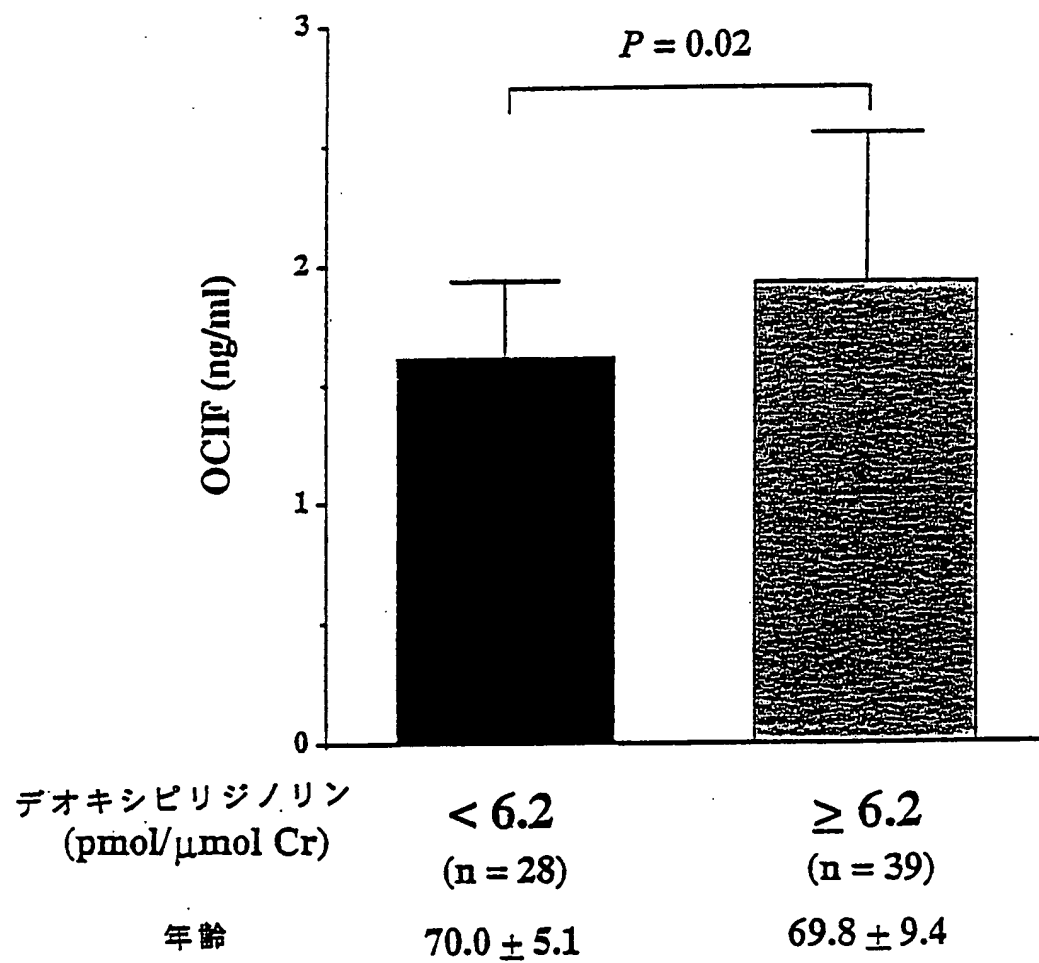 3
P = 0.02
2
OCIF (ng/ml)
1
0
デオキシピリジノリン
(pmol/μmol Cr)
< 6.2
≥ 6.2
(n = 28)
(n = 39)
年齢
70.0 ± 5.1
69.8 ± 9.4